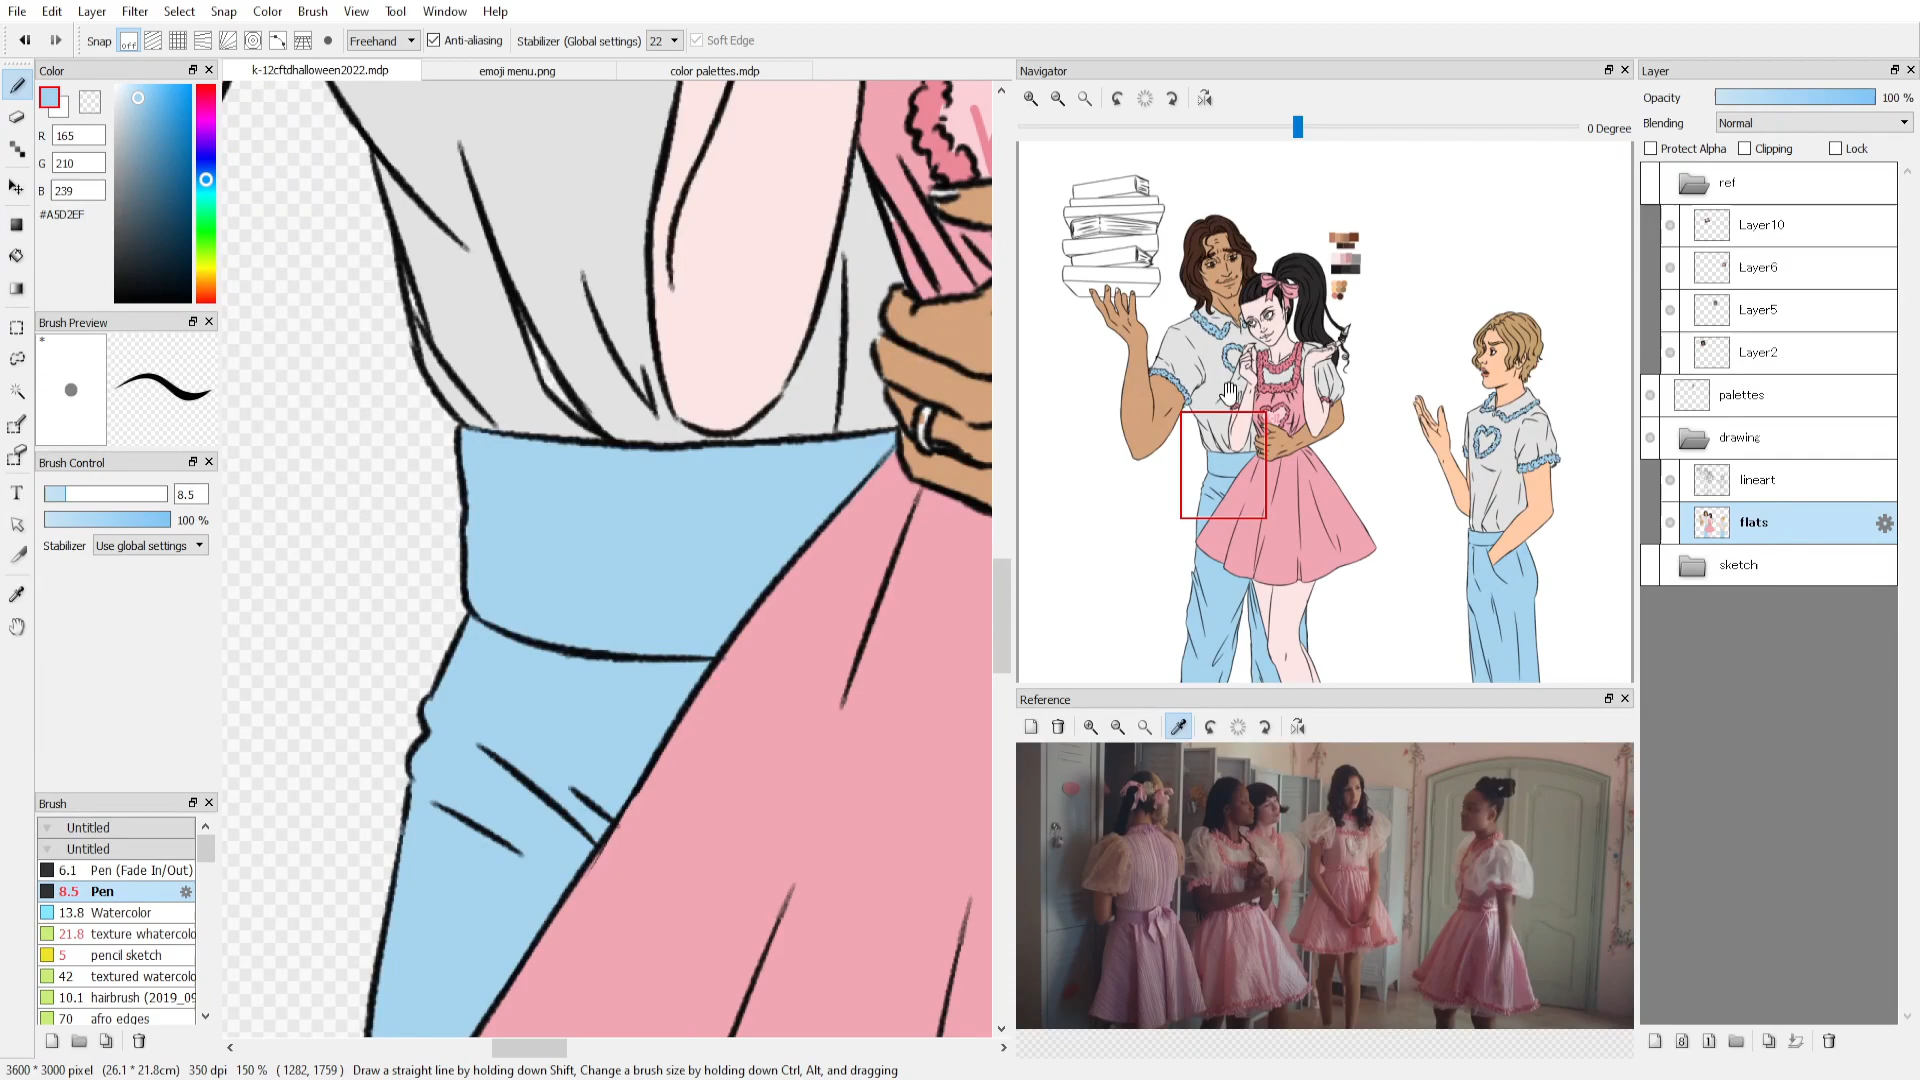 File Edit Layer Filter Select Snap Color Brush View Tool Window Help
Snap off Freehand Anti-aliasing Stabilizer (Global settings) 22 Soft Edge
Color
R 165
G 210
B 239
#A5D2EF
Brush Preview
*
Brush Control
8.5
100 %
Stabilizer Use global settings
Brush
Untitled
Untitled
6.1 Pen (Fade In/Out)
8.5 Pen
13.8 Watercolor
21.8 texture whatercolo
5 pencil sketch
42 textured watercolo
10.1 hairbrush (2019_09
70 afro edges
k-12cftdhalloween2022.mdp emoji menu.png color palettes.mdp
Navigator
0 Degree
Reference
Layer
Opacity 100 %
Blending Normal
Protect Alpha Clipping Lock
ref
Layer10
Layer6
Layer5
Layer2
palettes
drawing
lineart
flats
sketch
3600 * 3000 pixel (26.1 * 21.8cm) 350 dpi 150 % ( 1282, 1759 ) Draw a straight line by holding down Shift, Change a brush size by holding down Ctrl, Alt, and dragging